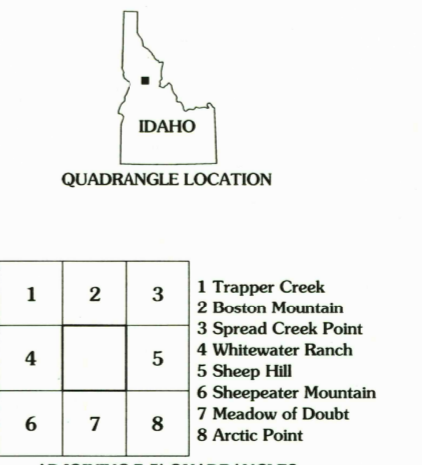 IDAHO
QUADRANGLE LOCATION
1 2 3
4 5
6 7 8
1 Trapper Creek
2 Boston Mountain
3 Spread Creek Point
4 Whitewater Ranch
5 Sheep Hill
6 Sheepeater Mountain
7 Meadow of Doubt
8 Arctic Point